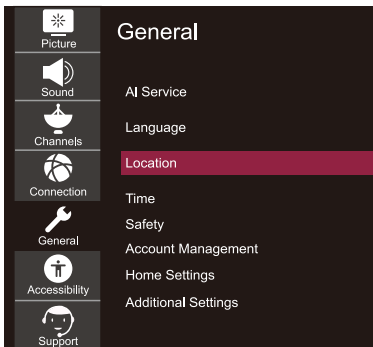 Picture
Sound
Channels
Connection
General
Accessibility
Support
General
AI Service
Language
Location
Time
Safety
Account Management
Home Settings
Additional Settings